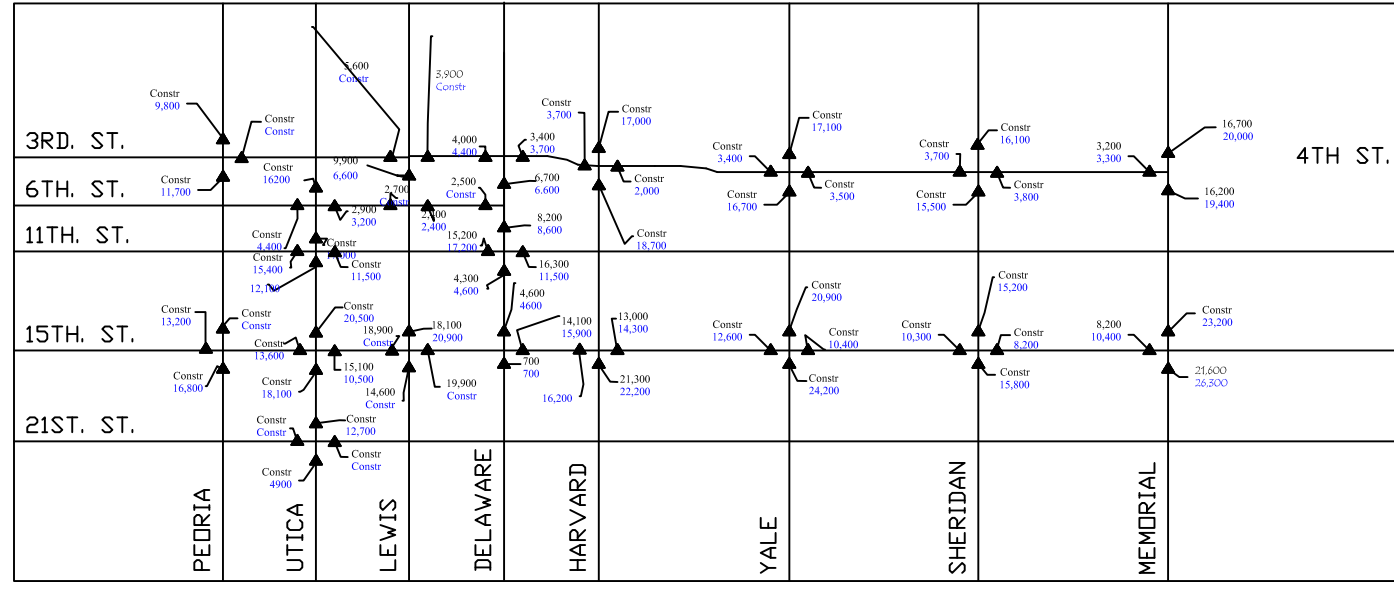 5,600
Constr
3,900
Constr
Constr
9,800
Constr
3,700
Constr
17,000
Constr
17,100
Constr
16,100
16,700
20,000
Constr
Constr
3RD. ST.
4,000
4,400
3,400
3,700
Constr
3,400
Constr
3,700
3,200
3,300
4TH ST.
Constr
11,700
Constr
16200
9,900
6,600
2,700
Constr
2,500
Constr
6,700
6.600
Constr
2,000
Constr
16,700
Constr
3,500
Constr
15,500
Constr
3,800
16,200
19,400
6TH. ST.
2,900
3,200
2,400
8,200
8,600
Constr
18,700
11TH. ST.
4,400
Constr
15,400
Constr
11,500
12,100
15,200
17,200
16,300
11,500
4,300
4,600
4,600
4600
Constr
20,900
Constr
15,200
Constr
13,200
Constr
Constr
Constr
20,500
18,900
Constr
18,100
20,900
14,100
15,900
13,000
14,300
Constr
12,600
Constr
10,400
Constr
10,300
Constr
8,200
8,200
10,400
Constr
23,200
15TH. ST.
Constr
13,600
Constr
16,800
Constr
18,100
15,100
10,500
14,600
Constr
19,900
Constr
700
700
16,200
21,300
22,200
Constr
24,200
Constr
15,800
21,600
26,300
21ST. ST.
Constr
Constr
Constr
12,700
Constr
Constr
Constr
4900
PEORIA
UTICA
LEWIS
DELAWARE
HARVARD
YALE
SHERIDAN
MEMORIAL